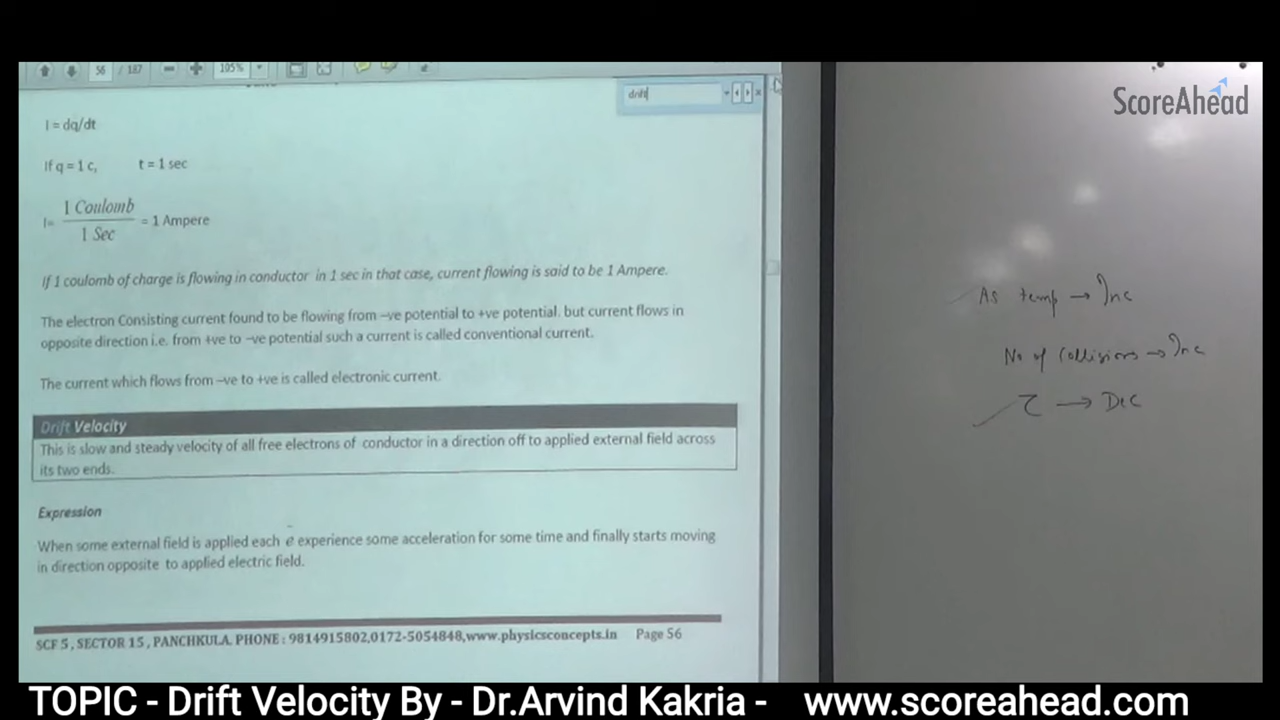 56 / 187 105%
drift
ScoreAhead
I = dq/dt
If q = 1 c, t = 1 sec
I= 1 Coulomb / 1 Sec = 1 Ampere
If 1 coulomb of charge is flowing in conductor in 1 sec in that case, current flowing is said to be 1 Ampere.
The electron Consisting current found to be flowing from –ve potential to +ve potential. but current flows in
opposite direction i.e. from +ve to –ve potential such a current is called conventional current.
The current which flows from –ve to +ve is called electronic current.
Drift Velocity
This is slow and steady velocity of all free electrons of conductor in a direction off to applied external field across
its two ends.
Expression
When some external field is applied each e⁻ experience some acceleration for some time and finally starts moving
in direction opposite to applied electric field.
SCF 5 , SECTOR 15 , PANCHKULA. PHONE : 9814915802,0172-5054848,www.physicsconcepts.in Page 56
As temp → Inc
No of Collisions → Inc
τ → Dec
TOPIC - Drift Velocity By - Dr.Arvind Kakria - www.scoreahead.com